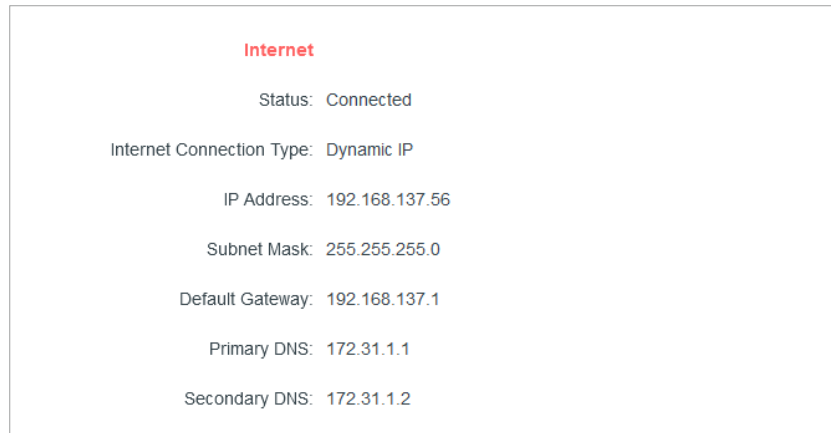 Internet
Status: Connected
Internet Connection Type: Dynamic IP
IP Address: 192.168.137.56
Subnet Mask: 255.255.255.0
Default Gateway: 192.168.137.1
Primary DNS: 172.31.1.1
Secondary DNS: 172.31.1.2